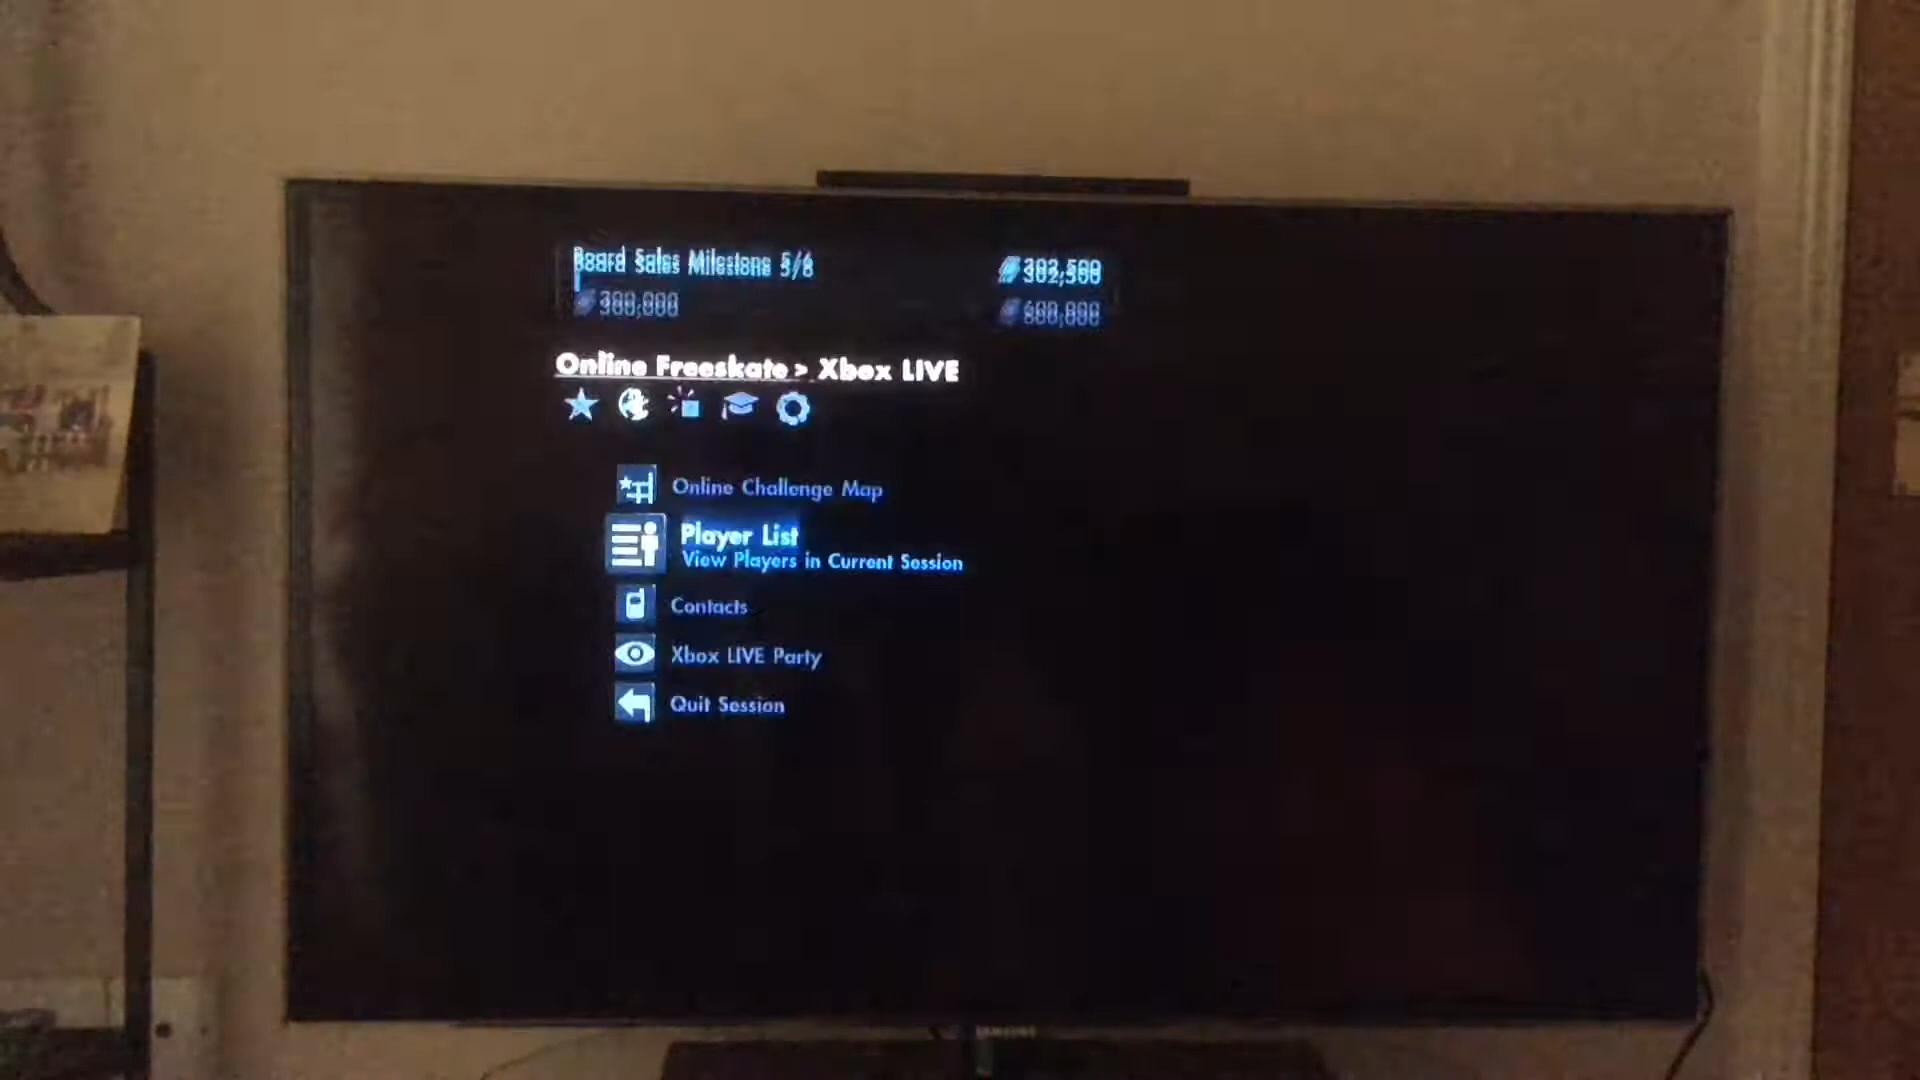 Board Sales Milestone 5/6
302,500
300,000
600,000
Online Freeskate > Xbox LIVE
Online Challenge Map
Player List
View Players in Current Session
Contacts
Xbox LIVE Party
Quit Session
SAMSUNG